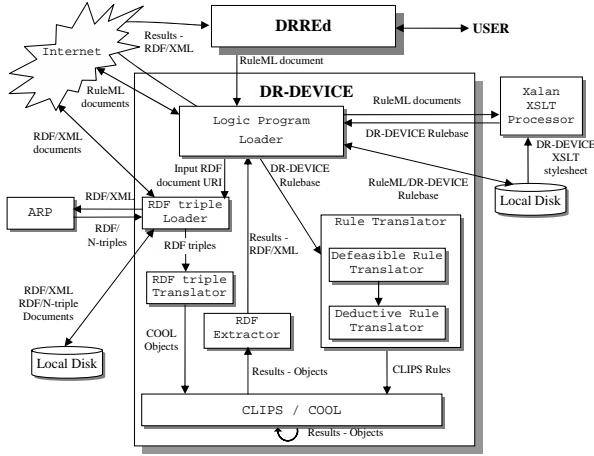 DRREd
USER
Results -
RDF/XML
Internet
RuleML document
RuleML
documents
DR-DEVICE
RuleML documents
Xalan
XSLT
Processor
Logic Program
Loader
DR-DEVICE Rulebase
RDF/XML
documents
DR-DEVICE
XSLT
stylesheet
Input RDF
document URI
DR-DEVICE
Rulebase
RuleML/DR-DEVICE
Rulebase
Local Disk
RDF/XML
ARP
RDF triple
Loader
RDF/
N-triples
Rule Translator
RDF triples
Results -
RDF/XML
Defeasible Rule
Translator
RDF triple
Translator
RDF/XML
RDF/N-triple
Documents
Deductive Rule
Translator
RDF
Extractor
COOL
Objects
Local Disk
Results - Objects
CLIPS Rules
CLIPS / COOL
Results - Objects